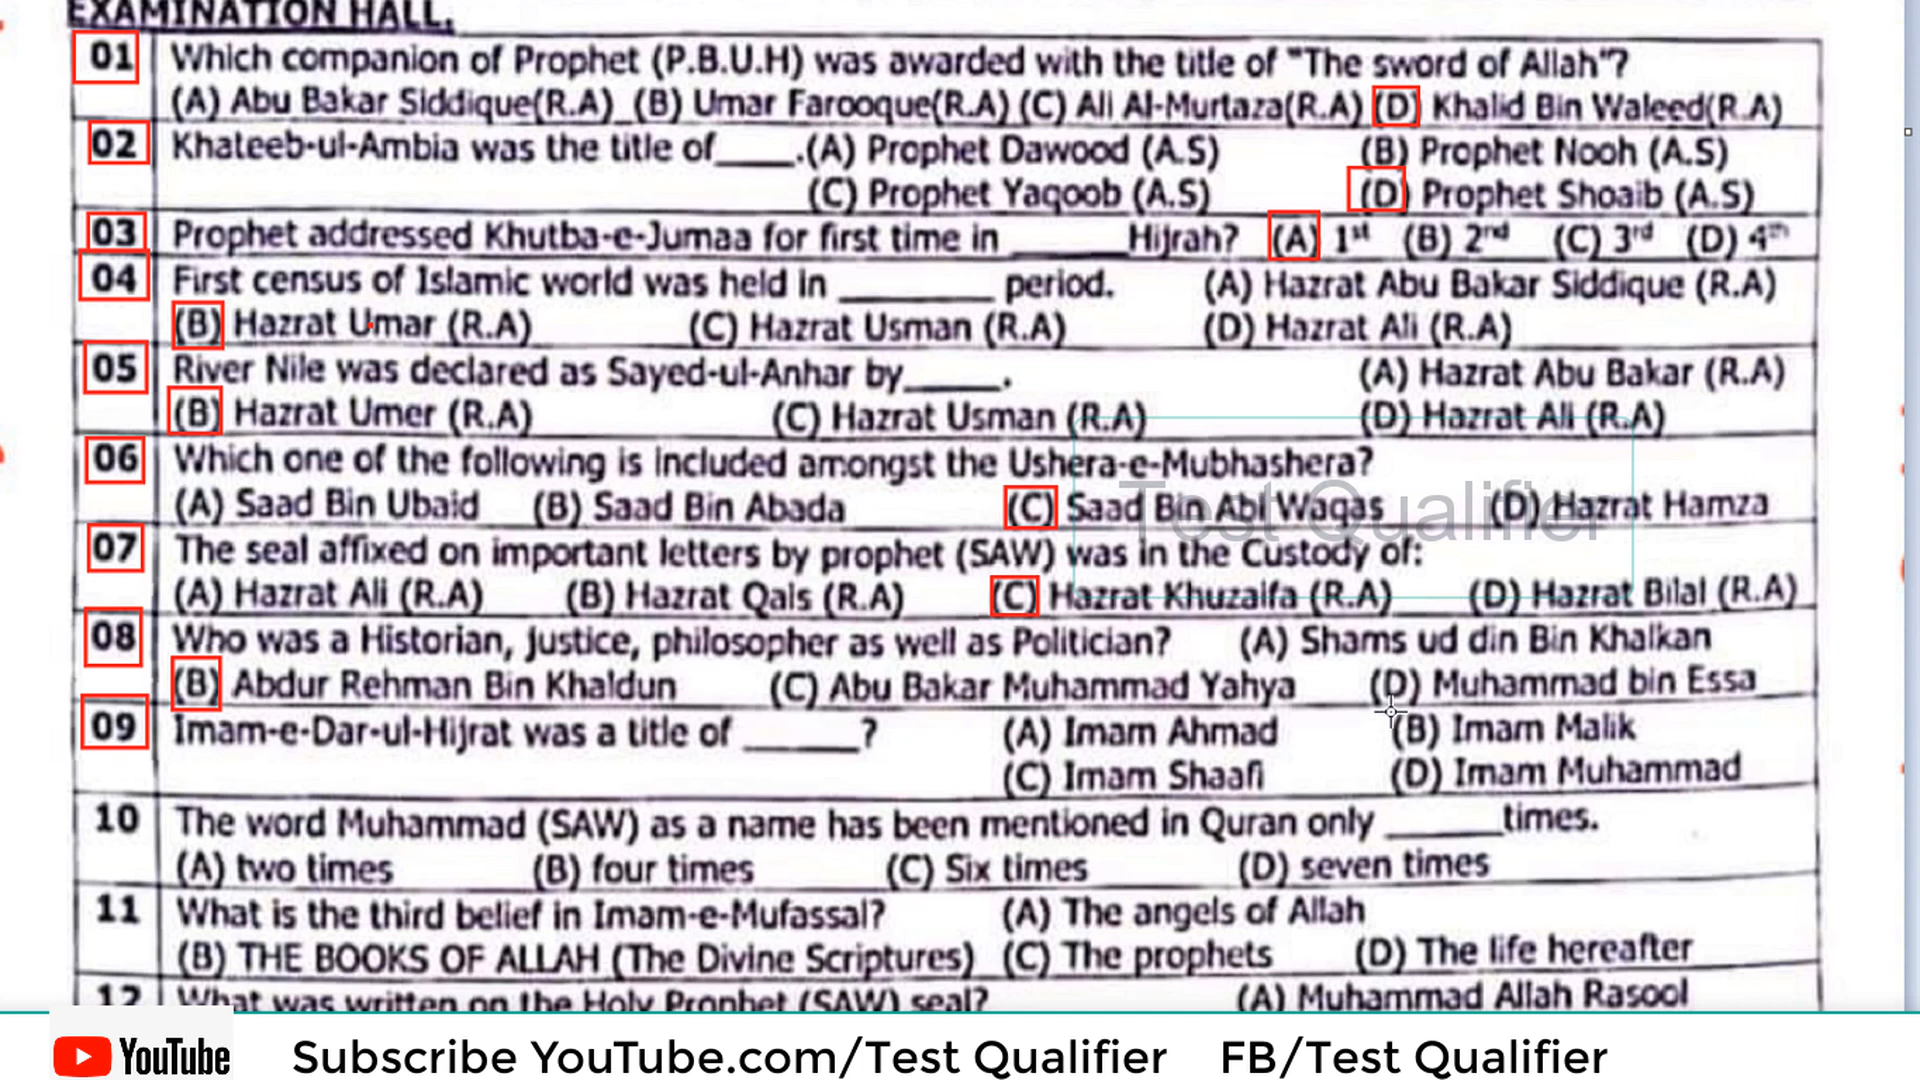 EXAMINATION HALL.
01 Which companion of Prophet (P.B.U.H) was awarded with the title of "The sword of Allah"?
(A) Abu Bakar Siddique(R.A) (B) Umar Farooque(R.A) (C) Ali Al-Murtaza(R.A) (D) Khalid Bin Waleed(R.A)
02 Khateeb-ul-Ambia was the title of____.(A) Prophet Dawood (A.S) (B) Prophet Nooh (A.S)
(C) Prophet Yaqoob (A.S) (D) Prophet Shoaib (A.S)
03 Prophet addressed Khutba-e-Jumaa for first time in ______Hijrah? (A) 1st (B) 2nd (C) 3rd (D) 4th
04 First census of Islamic world was held in ________ period. (A) Hazrat Abu Bakar Siddique (R.A)
(B) Hazrat Umar (R.A) (C) Hazrat Usman (R.A) (D) Hazrat Ali (R.A)
05 River Nile was declared as Sayed-ul-Anhar by_____. (A) Hazrat Abu Bakar (R.A)
(B) Hazrat Umer (R.A) (C) Hazrat Usman (R.A) (D) Hazrat Ali (R.A)
06 Which one of the following is included amongst the Ushera-e-Mubhashera?
(A) Saad Bin Ubaid (B) Saad Bin Abada (C) Saad Bin Abi Waqas (D) Hazrat Hamza
Test Qualifier
07 The seal affixed on important letters by prophet (SAW) was in the Custody of:
(A) Hazrat Ali (R.A) (B) Hazrat Qais (R.A) (C) Hazrat Khuzaifa (R.A) (D) Hazrat Bilal (R.A)
08 Who was a Historian, Justice, philosopher as well as Politician? (A) Shams ud din Bin Khalkan
(B) Abdur Rehman Bin Khaldun (C) Abu Bakar Muhammad Yahya (D) Muhammad bin Essa
09 Imam-e-Dar-ul-Hijrat was a title of ______? (A) Imam Ahmad (B) Imam Malik
(C) Imam Shaafi (D) Imam Muhammad
10 The word Muhammad (SAW) as a name has been mentioned in Quran only ______times.
(A) two times (B) four times (C) Six times (D) seven times
11 What is the third belief in Imam-e-Mufassal? (A) The angels of Allah
(B) THE BOOKS OF ALLAH (The Divine Scriptures) (C) The prophets (D) The life hereafter
12 What was written on the Holy Prophet (SAW) seal? (A) Muhammad Allah Rasool
YouTube Subscribe YouTube.com/Test Qualifier FB/Test Qualifier